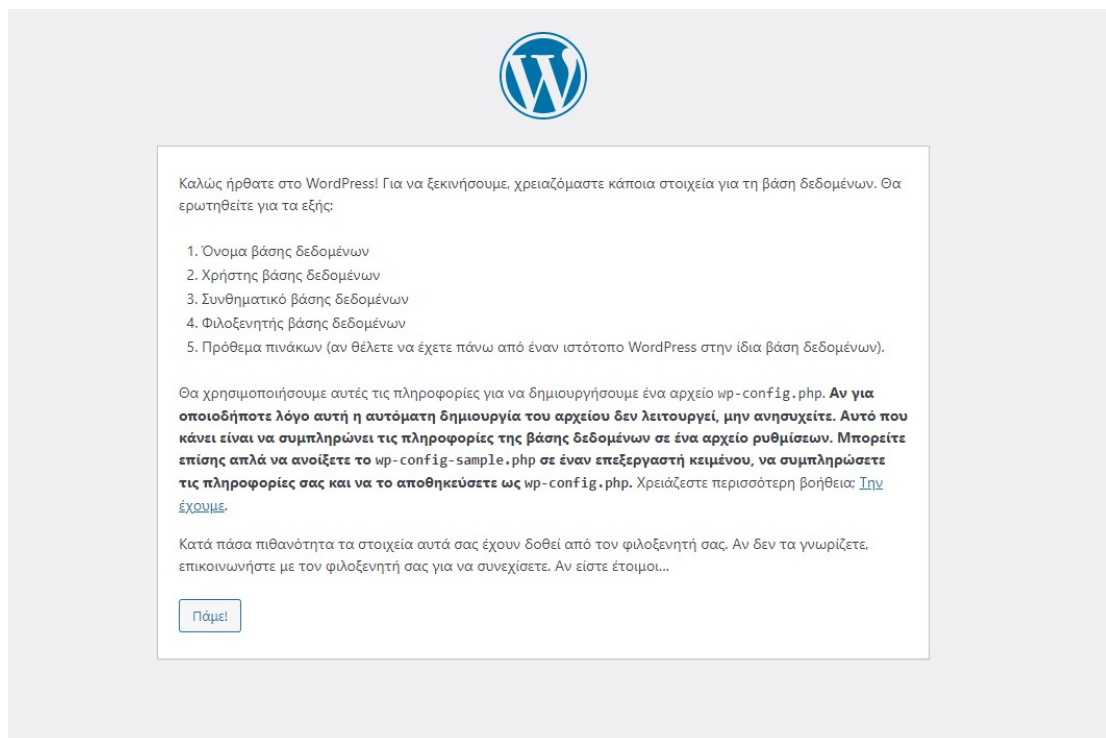 Καλώς ήρθατε στο WordPress! Για να ξεκινήσουμε, χρειαζόμαστε κάποια στοιχεία για τη βάση δεδομένων. Θα
ερωτηθείτε για τα εξής:
1. Όνομα βάσης δεδομένων
2. Χρήστης βάσης δεδομένων
3. Συνθηματικό βάσης δεδομένων
4. Φιλοξενητής βάσης δεδομένων
5. Πρόθεμα πινάκων (αν θέλετε να έχετε πάνω από έναν ιστότοπο WordPress στην ίδια βάση δεδομένων).
Θα χρησιμοποιήσουμε αυτές τις πληροφορίες για να δημιουργήσουμε ένα αρχείο wp-config.php. Αν για
οποιοδήποτε λόγο αυτή η αυτόματη δημιουργία του αρχείου δεν λειτουργεί, μην ανησυχείτε. Αυτό που
κάνει είναι να συμπληρώνει τις πληροφορίες της βάσης δεδομένων σε ένα αρχείο ρυθμίσεων. Μπορείτε
επίσης απλά να ανοίξετε το wp-config-sample.php σε έναν επεξεργαστή κειμένου, να συμπληρώσετε
τις πληροφορίες σας και να το αποθηκεύσετε ως wp-config.php. Χρειάζεστε περισσότερη βοήθεια; Την
έχουμε.
Κατά πάσα πιθανότητα τα στοιχεία αυτά σας έχουν δοθεί από τον φιλοξενητή σας. Αν δεν τα γνωρίζετε,
επικοινωνήστε με τον φιλοξενητή σας για να συνεχίσετε. Αν είστε έτοιμοι...
Πάμε!